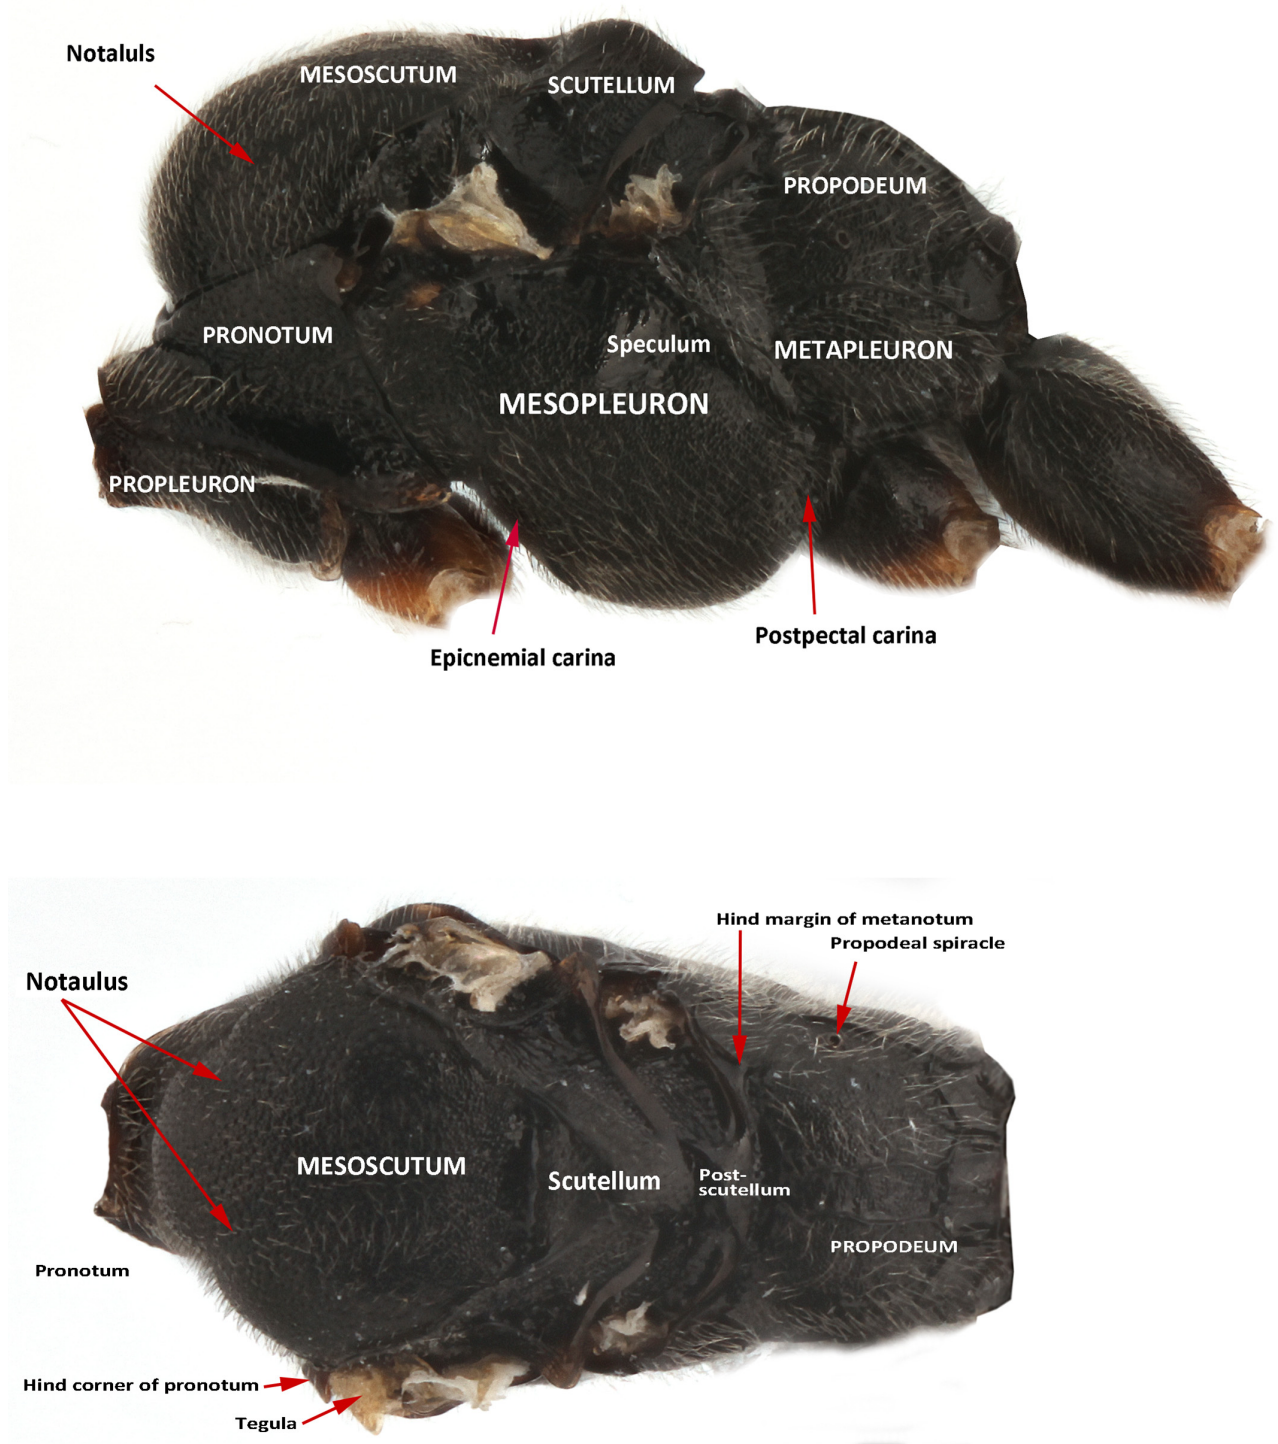 Notaluls
MESOSCUTUM
SCUTELLUM
PROPODEUM
PRONOTUM
Speculum
METAPLEURON
MESOPLEURON
PROPLEURON
Postpectal carina
Epicnemial carina
Hind margin of metanotum
Propodeal spiracle
Notaulus
MESOSCUTUM
Scutellum
Post-
scutellum
PROPODEUM
Pronotum
Hind corner of pronotum
Tegula